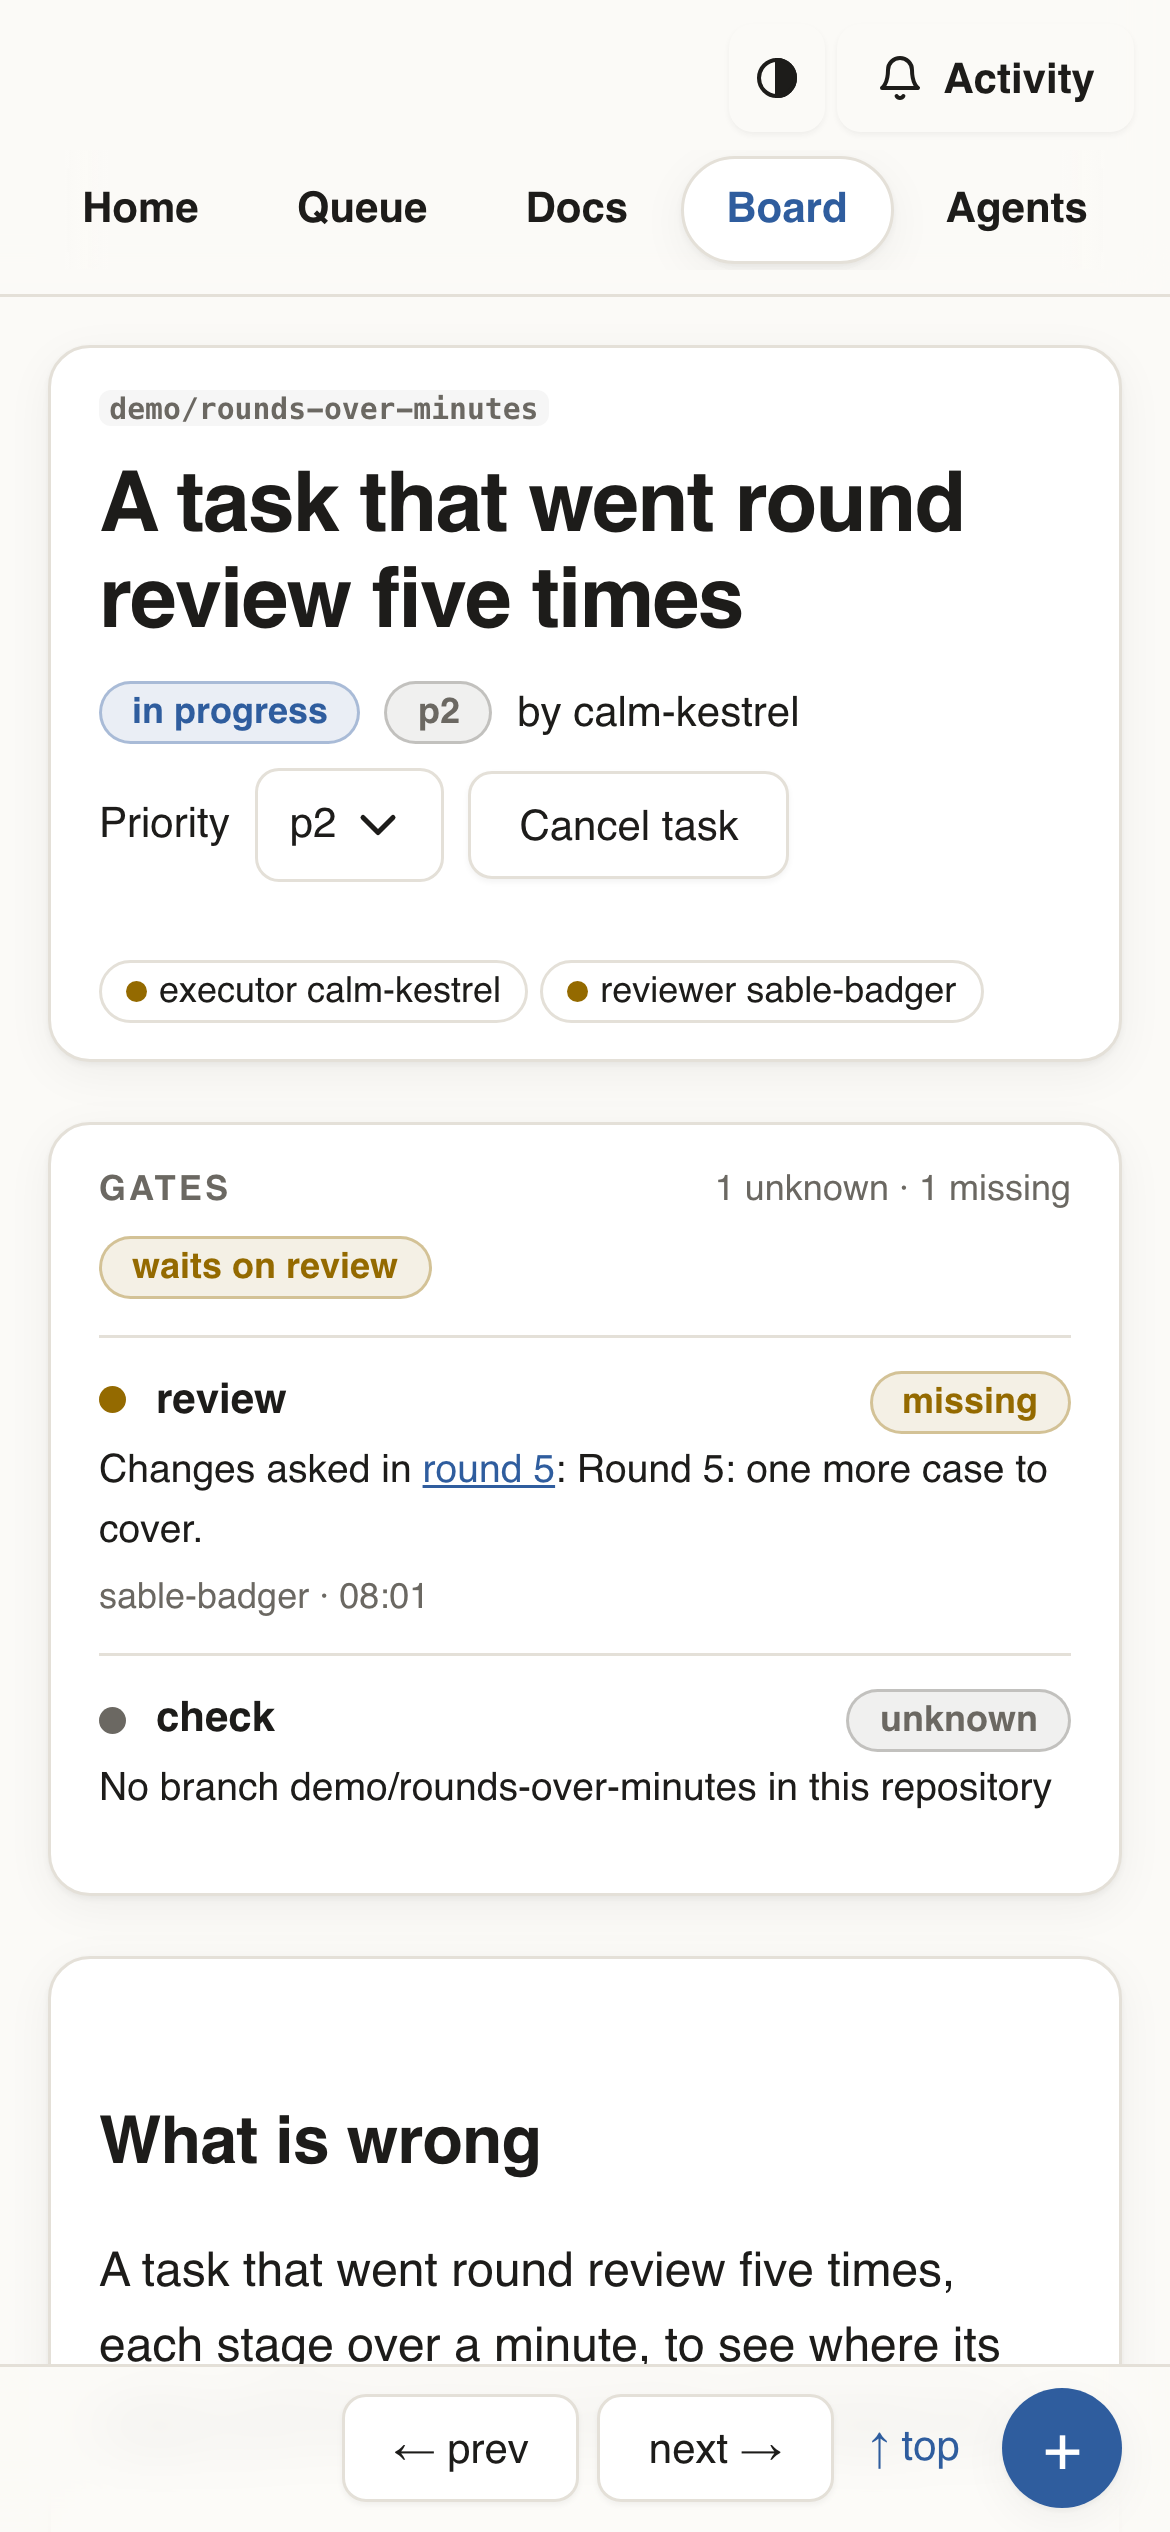 Activity
Home Queue Docs Board Agents
demo/rounds-over-minutes
A task that went round
review five times
in progress p2 by calm-kestrel
Priority p2 Cancel task
executor calm-kestrel reviewer sable-badger
GATES 1 unknown · 1 missing
waits on review
review missing
Changes asked in round 5: Round 5: one more case to
cover.
sable-badger · 08:01
check unknown
No branch demo/rounds-over-minutes in this repository
What is wrong
A task that went round review five times,
each stage over a minute, to see where its
← prev next → ↑ top +